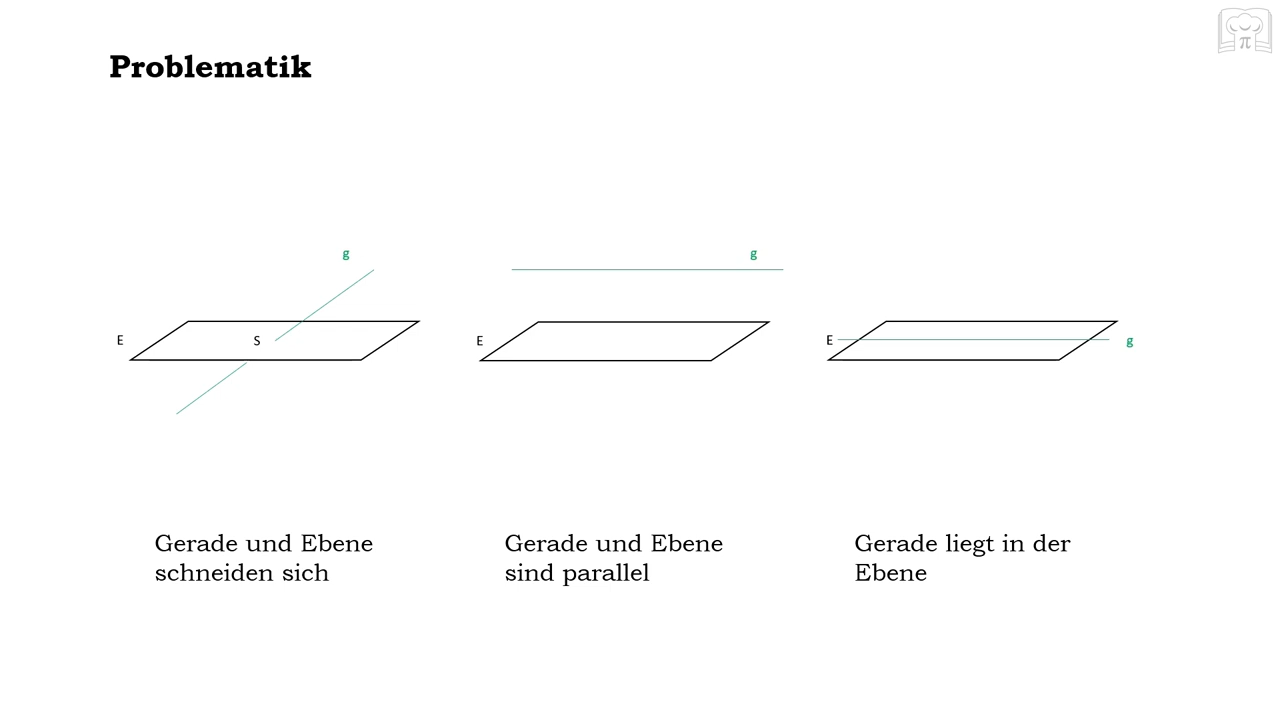 Problematik
π
g
E
S
g
E
E
g
Gerade und Ebene
schneiden sich
Gerade und Ebene
sind parallel
Gerade liegt in der
Ebene